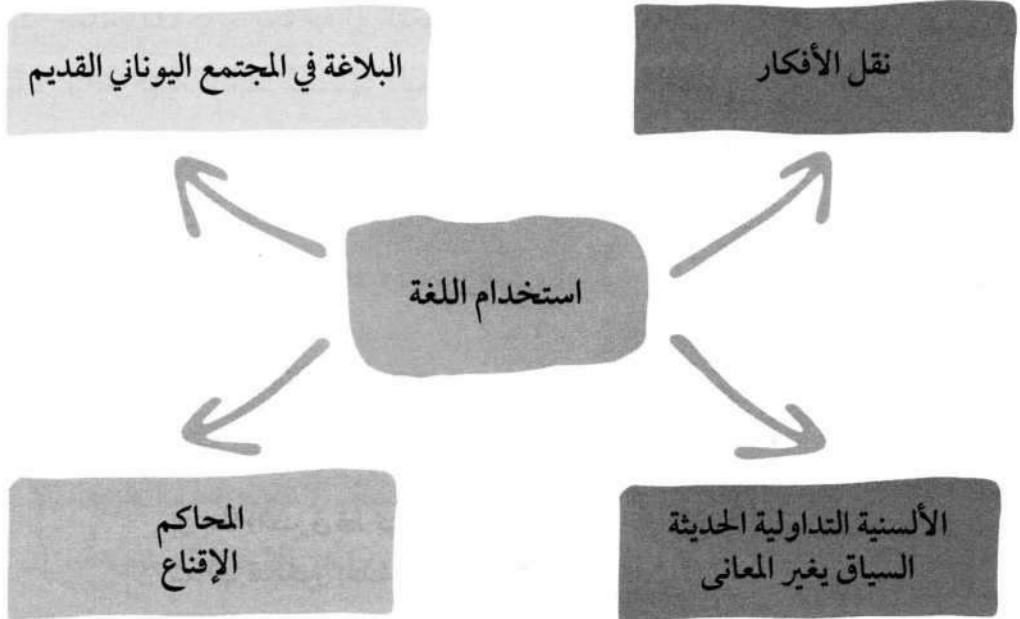 نقل الأفكار
البلاغة في المجتمع اليوناني القديم
استخدام اللغة
الألسنية التداولية الحديثة
السياق يغير المعانى
المحاكم
الإقناع